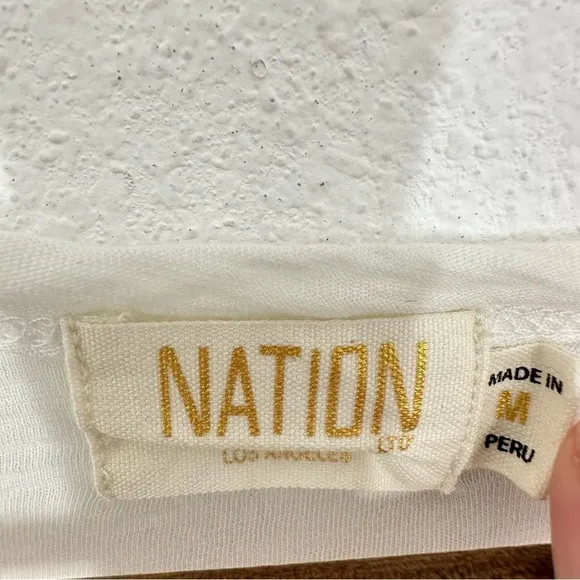 NATION
LTD
LOS ANGELES
MADE IN
M
PERU